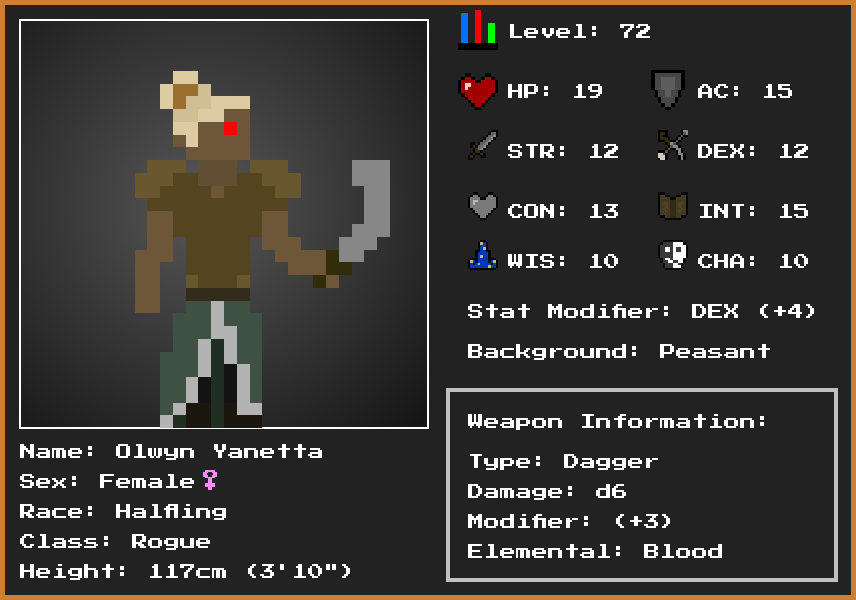 Level: 72
HP: 19 AC: 15
STR: 12 DEX: 12
CON: 13 INT: 15
WIS: 10 CHA: 10
Stat Modifier: DEX (+4)
Background: Peasant
Weapon Information:
Type: Dagger
Damage: d6
Modifier: (+3)
Elemental: Blood
Name: Olwyn Yanetta
Sex: Female♀
Race: Halfling
Class: Rogue
Height: 117cm (3'10")